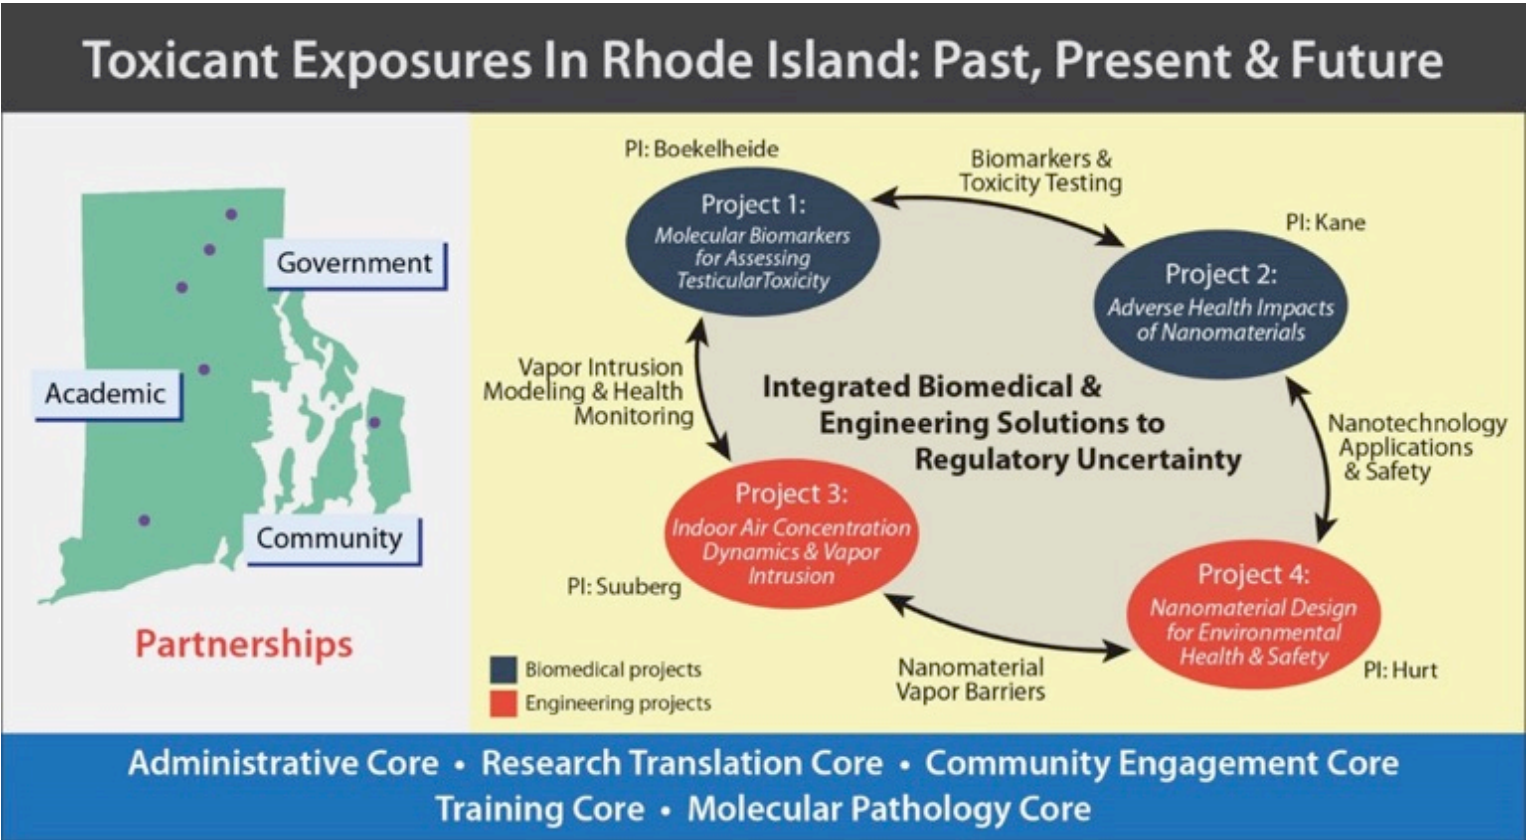 Toxicant Exposures In Rhode Island: Past, Present & Future
Government
Academic
Community
Partnerships
PI: Boekelheide
Project 1:
Molecular Biomarkers
for Assessing
TesticularToxicity
Biomarkers &
Toxicity Testing
PI: Kane
Project 2:
Adverse Health Impacts
of Nanomaterials
Vapor Intrusion
Modeling & Health
Monitoring
Integrated Biomedical &
Engineering Solutions to
Regulatory Uncertainty
Nanotechnology
Applications
& Safety
Project 3:
Indoor Air Concentration
Dynamics & Vapor
Intrusion
PI: Suuberg
Project 4:
Nanomaterial Design
for Environmental
Health & Safety
PI: Hurt
Nanomaterial
Vapor Barriers
Biomedical projects
Engineering projects
Administrative Core • Research Translation Core • Community Engagement Core
Training Core • Molecular Pathology Core